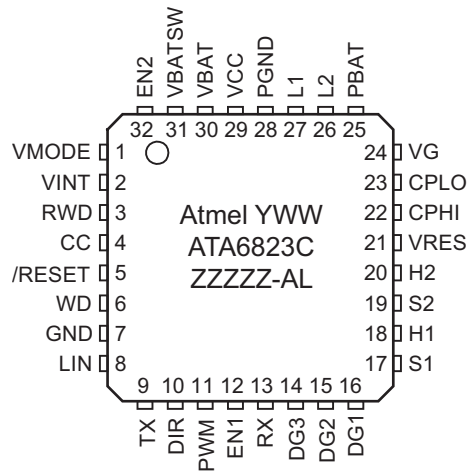 EN2
VBATSW
VBAT
VCC
PGND
L1
L2
PBAT
32 31 30 29 28 27 26 25
VMODE 1
VINT 2
RWD 3
CC 4
/RESET 5
WD 6
GND 7
LIN 8
Atmel YWW
ATA6823C
ZZZZZ-AL
24 VG
23 CPLO
22 CPHI
21 VRES
20 H2
19 S2
18 H1
17 S1
9 10 11 12 13 14 15 16
TX
DIR
PWM
EN1
RX
DG3
DG2
DG1